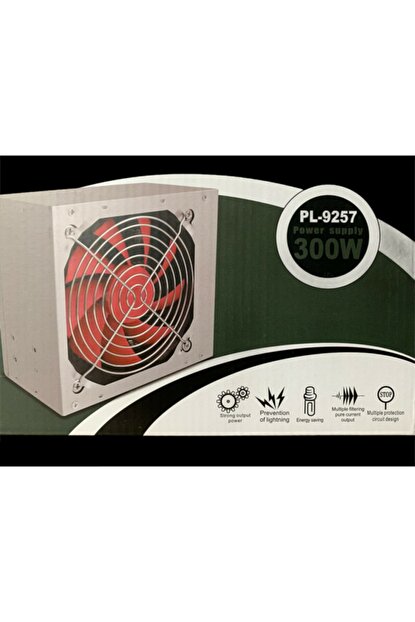 PL-9257
Power supply
300W
Strong output
power
Prevention
of lightning
Energy saving
Multiple filtering
pure current
output
STOP
Multiple protection
circuit design